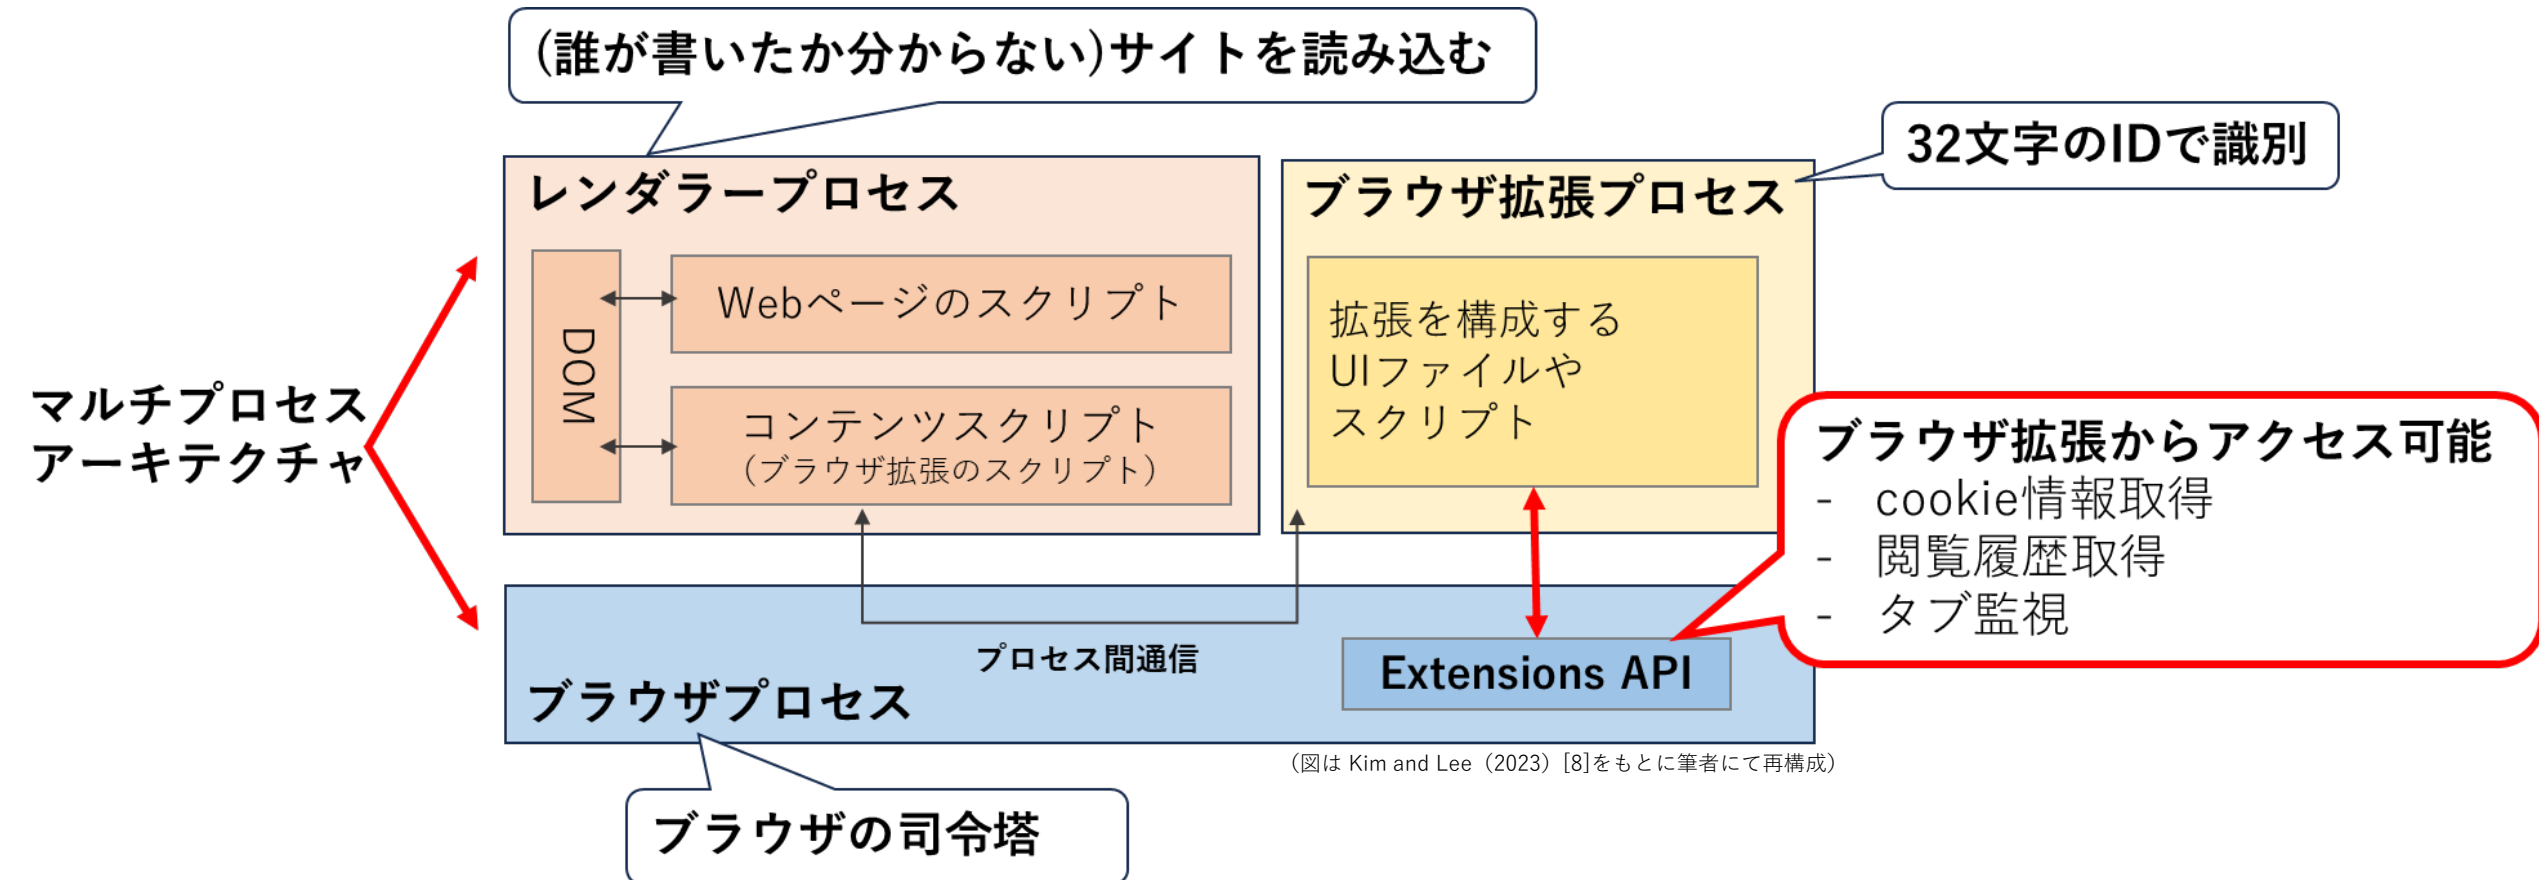 (誰が書いたか分からない)サイトを読み込む
32文字のIDで識別
レンダラープロセス
ブラウザ拡張プロセス
DOM
Webページのスクリプト
コンテンツスクリプト
（ブラウザ拡張のスクリプト）
拡張を構成する
UIファイルや
スクリプト
マルチプロセス
アーキテクチャ
ブラウザ拡張からアクセス可能
- cookie情報取得
- 閲覧履歴取得
- タブ監視
プロセス間通信
Extensions API
ブラウザプロセス
（図は Kim and Lee（2023）[8]をもとに筆者にて再構成）
ブラウザの司令塔